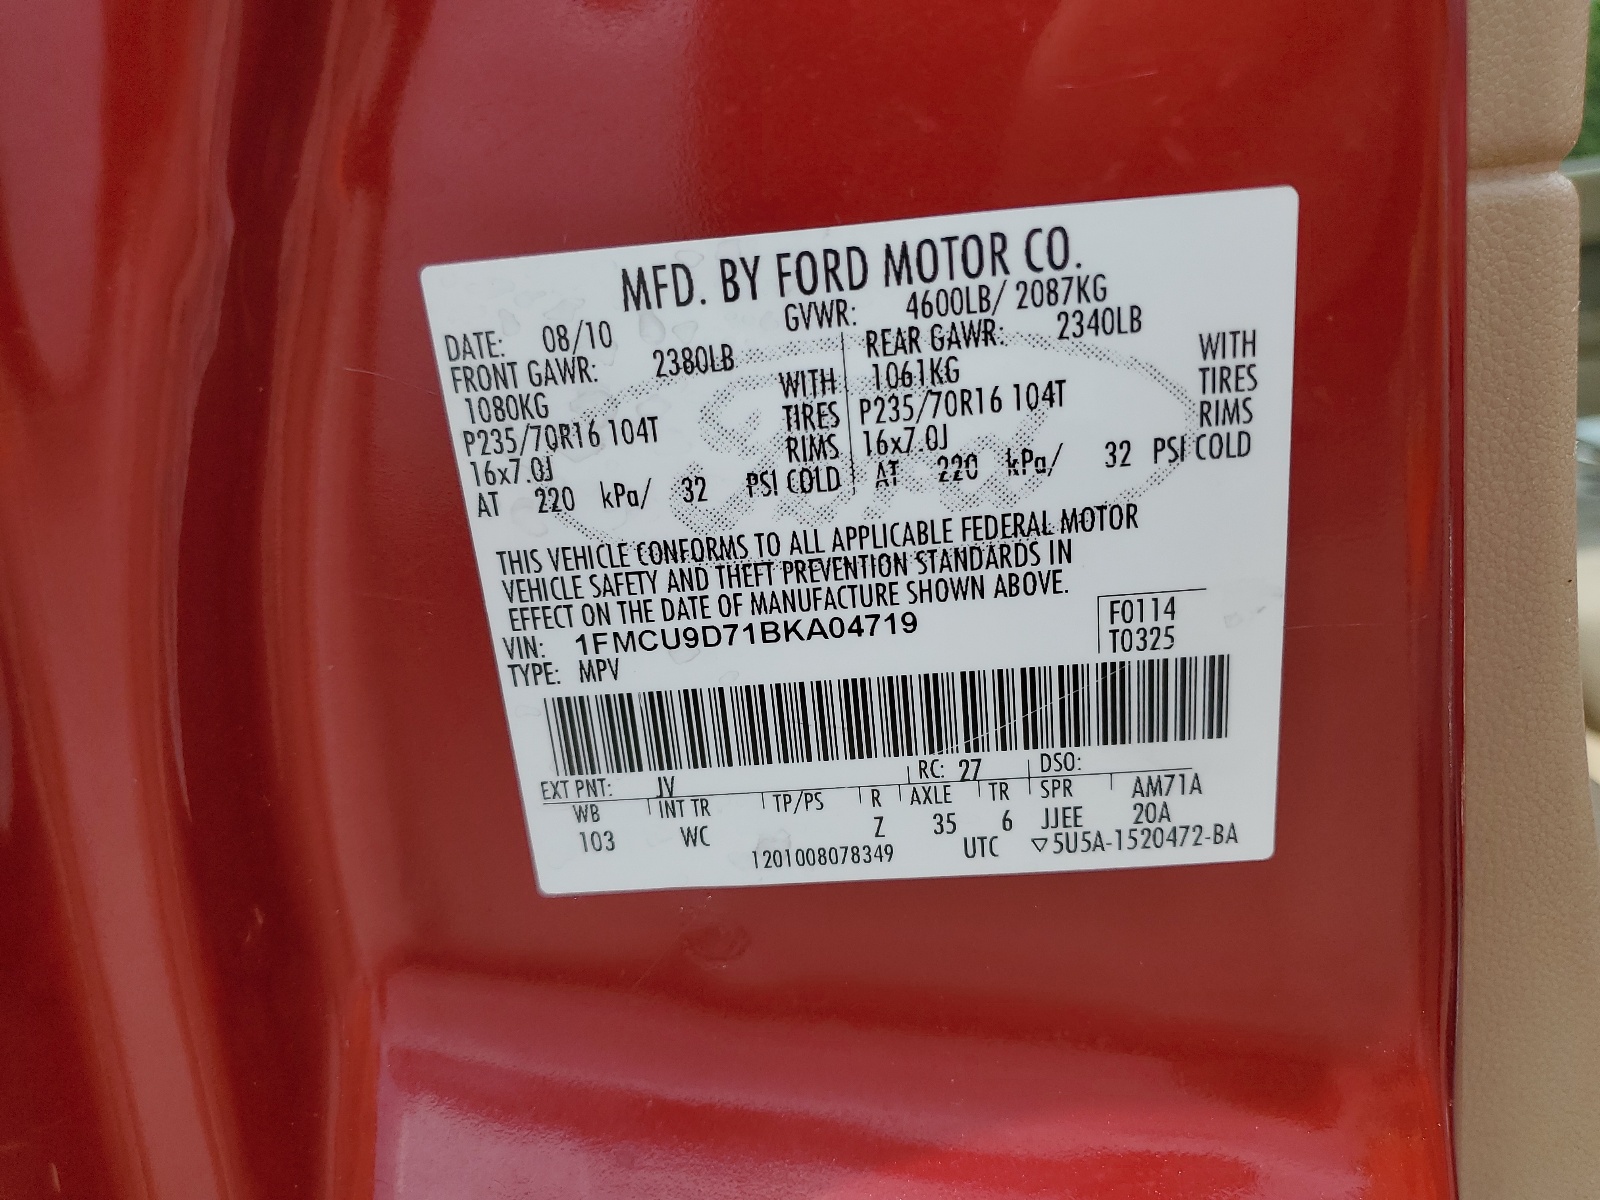 MFD. BY FORD MOTOR CO.
DATE: 08/10 GVWR: 4600LB/ 2087KG
FRONT GAWR: 2380LB REAR GAWR: 2340LB
1080KG WITH 1061KG WITH
P235/70R16 104T TIRES P235/70R16 104T TIRES
16x7.0J RIMS 16x7.0J RIMS
AT 220 kPa/ 32 PSI COLD AT 220 kPa/ 32 PSI COLD
THIS VEHICLE CONFORMS TO ALL APPLICABLE FEDERAL MOTOR
VEHICLE SAFETY AND THEFT PREVENTION STANDARDS IN
EFFECT ON THE DATE OF MANUFACTURE SHOWN ABOVE.
VIN: 1FMCU9D71BKA04719 F0114
TYPE: MPV T0325
EXT PNT: JV RC: 27 DSO:
WB INT TR TP/PS R AXLE TR SPR AM71A
103 WC Z 35 6 JJEE 20A
1201008078349 UTC ▽5U5A-1520472-BA